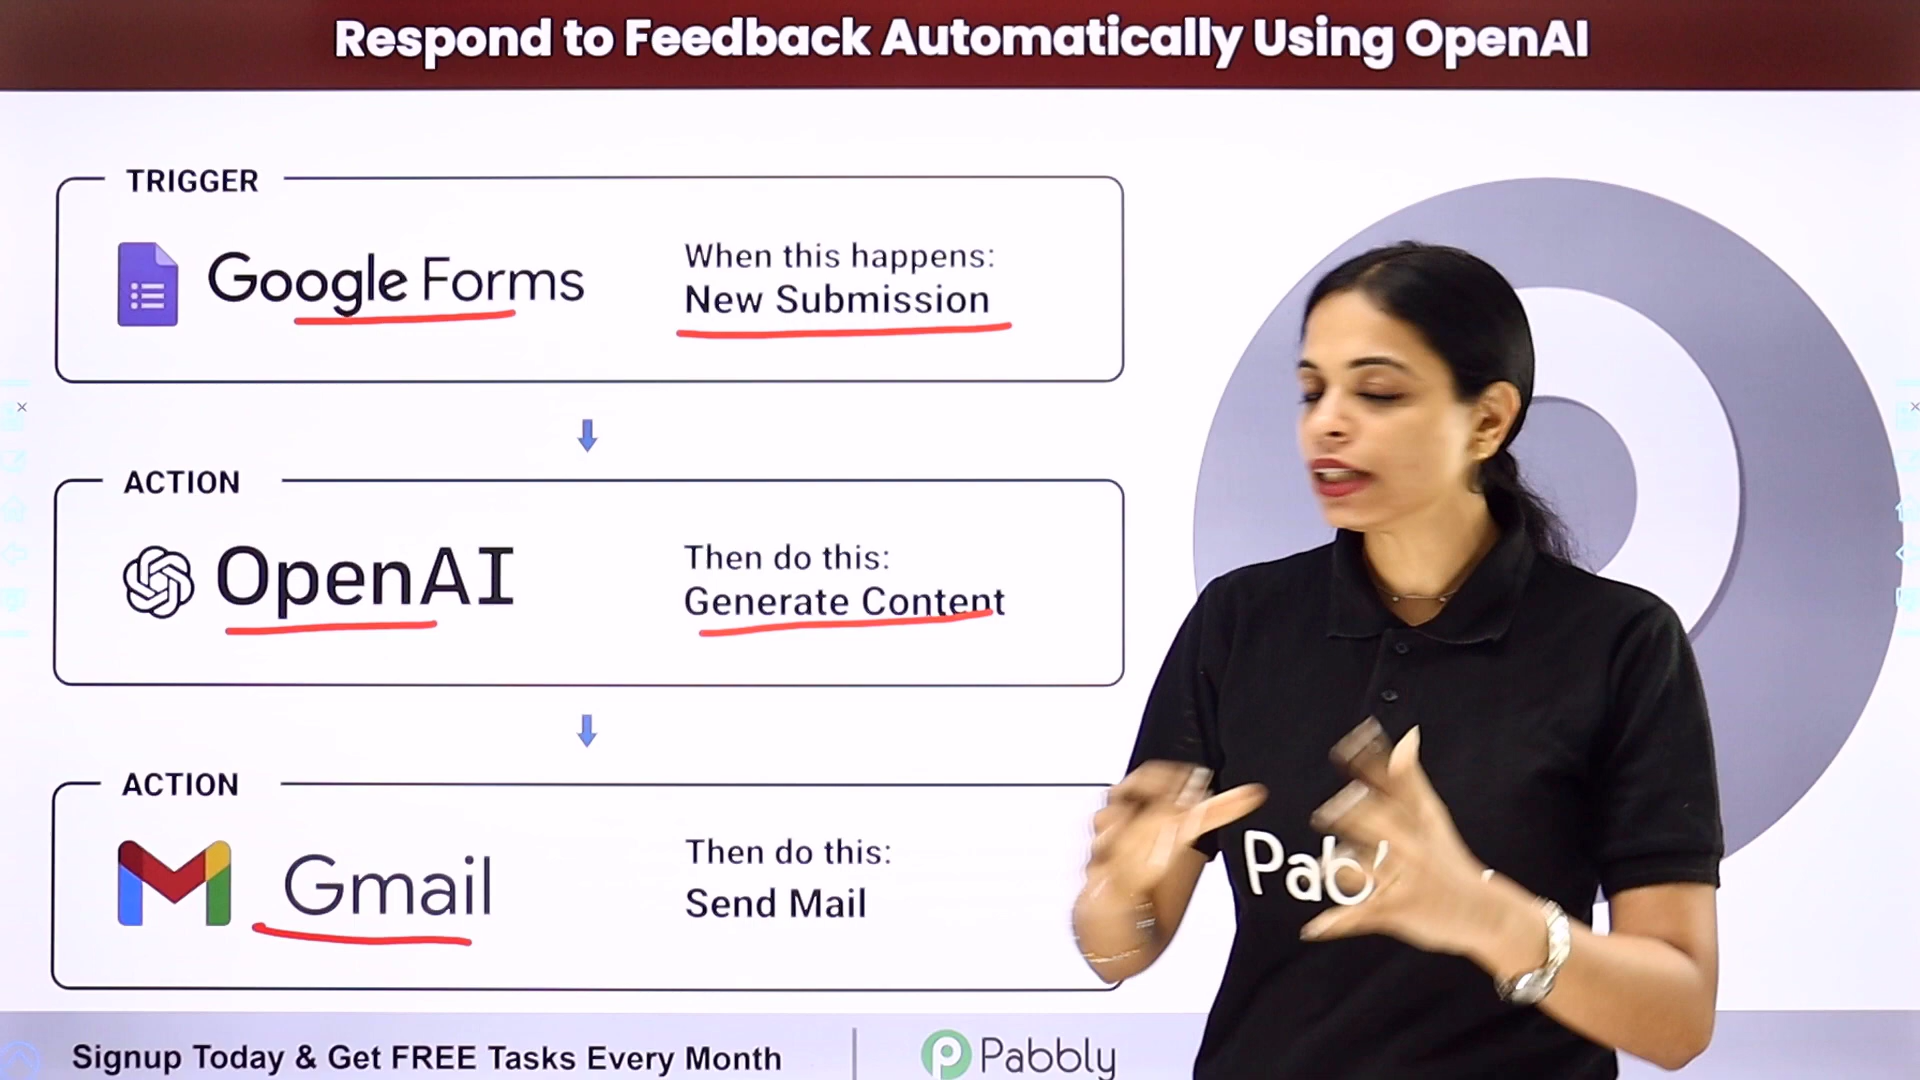 Respond to Feedback Automatically Using OpenAI
TRIGGER
Google Forms
When this happens:
New Submission
ACTION
OpenAI
Then do this:
Generate Content
ACTION
Gmail
Then do this:
Send Mail
Signup Today & Get FREE Tasks Every Month
Pabbly